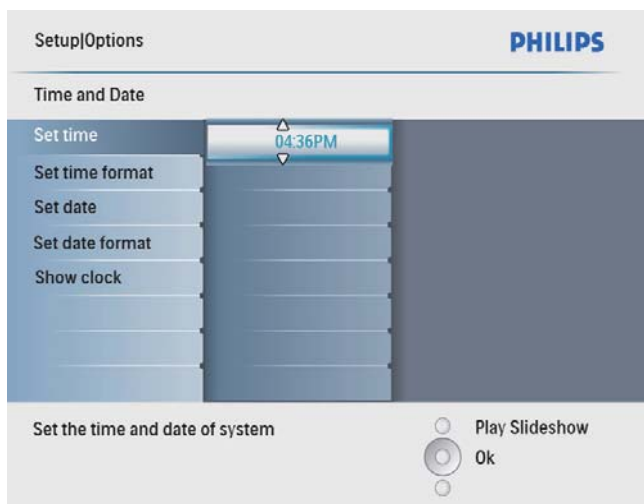 Setup|Options
PHILIPS
Time and Date
Set time
04:36PM
Set time format
Set date
Set date format
Show clock
Set the time and date of system
Play Slideshow
Ok